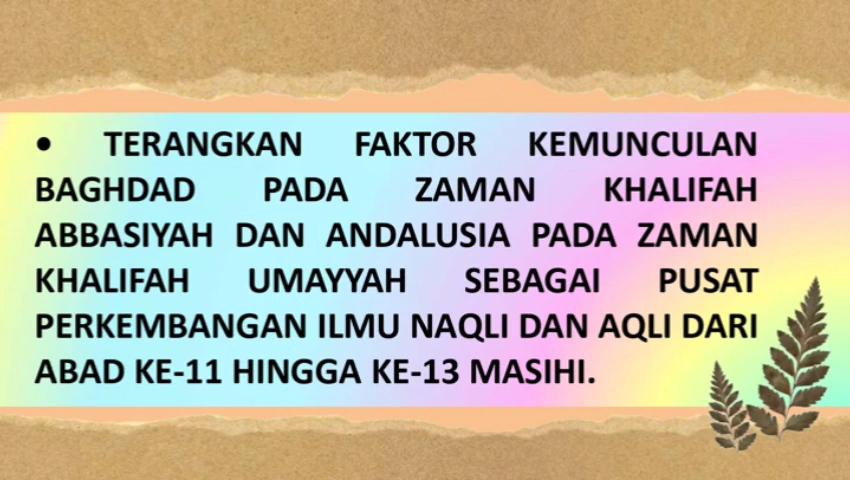 • TERANGKAN FAKTOR KEMUNCULAN
BAGHDAD PADA ZAMAN KHALIFAH
ABBASIYAH DAN ANDALUSIA PADA ZAMAN
KHALIFAH UMAYYAH SEBAGAI PUSAT
PERKEMBANGAN ILMU NAQLI DAN AQLI DARI
ABAD KE-11 HINGGA KE-13 MASIHI.